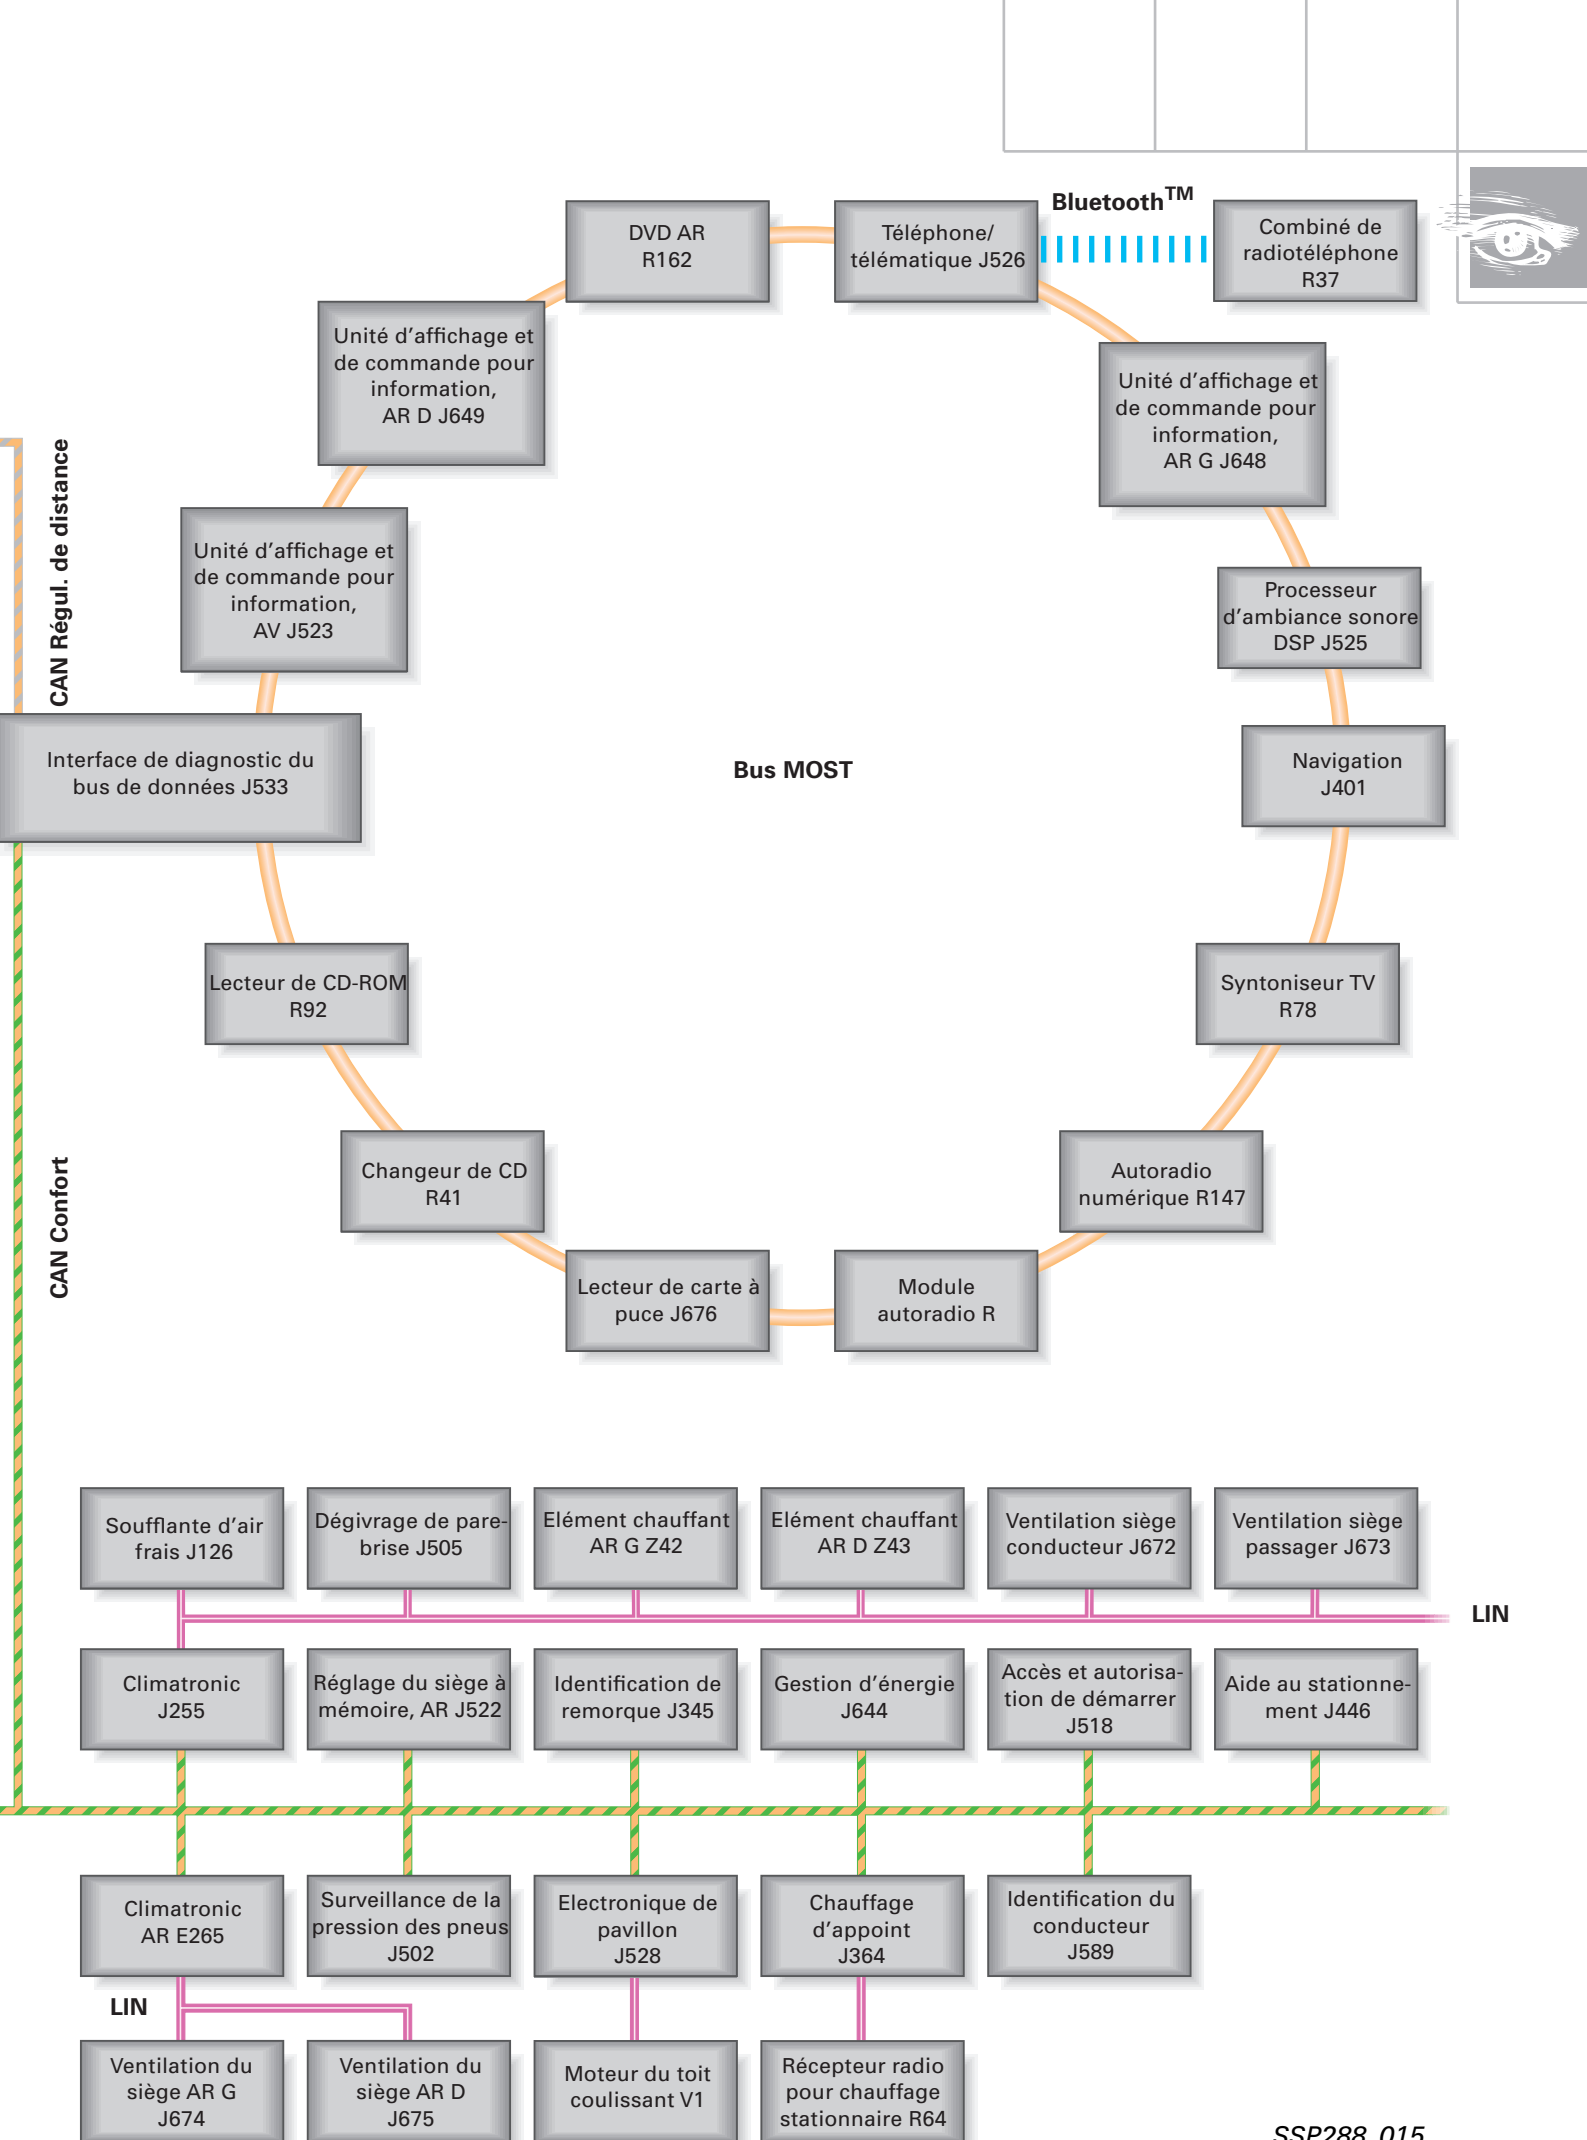 Bluetooth™
DVD AR
R162
Téléphone/
télématique J526
Combiné de
radiotéléphone
R37
Unité d'affichage et
de commande pour
information,
AR D J649
Unité d'affichage et
de commande pour
information,
AR G J648
CAN Régul. de distance
Unité d'affichage et
de commande pour
information,
AV J523
Processeur
d'ambiance sonore
DSP J525
Interface de diagnostic du
bus de données J533
Bus MOST
Navigation
J401
Lecteur de CD-ROM
R92
Syntoniseur TV
R78
CAN Confort
Changeur de CD
R41
Autoradio
numérique R147
Lecteur de carte à
puce J676
Module
autoradio R
Soufflante d'air
frais J126
Dégivrage de pare-
brise J505
Elément chauffant
AR G Z42
Elément chauffant
AR D Z43
Ventilation siège
conducteur J672
Ventilation siège
passager J673
LIN
Climatronic
J255
Réglage du siège à
mémoire, AR J522
Identification de
remorque J345
Gestion d'énergie
J644
Accès et autorisa-
tion de démarrer
J518
Aide au stationne-
ment J446
Climatronic
AR E265
Surveillance de la
pression des pneus
J502
Electronique de
pavillon
J528
Chauffage
d'appoint
J364
Identification du
conducteur
J589
LIN
Ventilation du
siège AR G
J674
Ventilation du
siège AR D
J675
Moteur du toit
coulissant V1
Récepteur radio
pour chauffage
stationnaire R64
SSP288_015